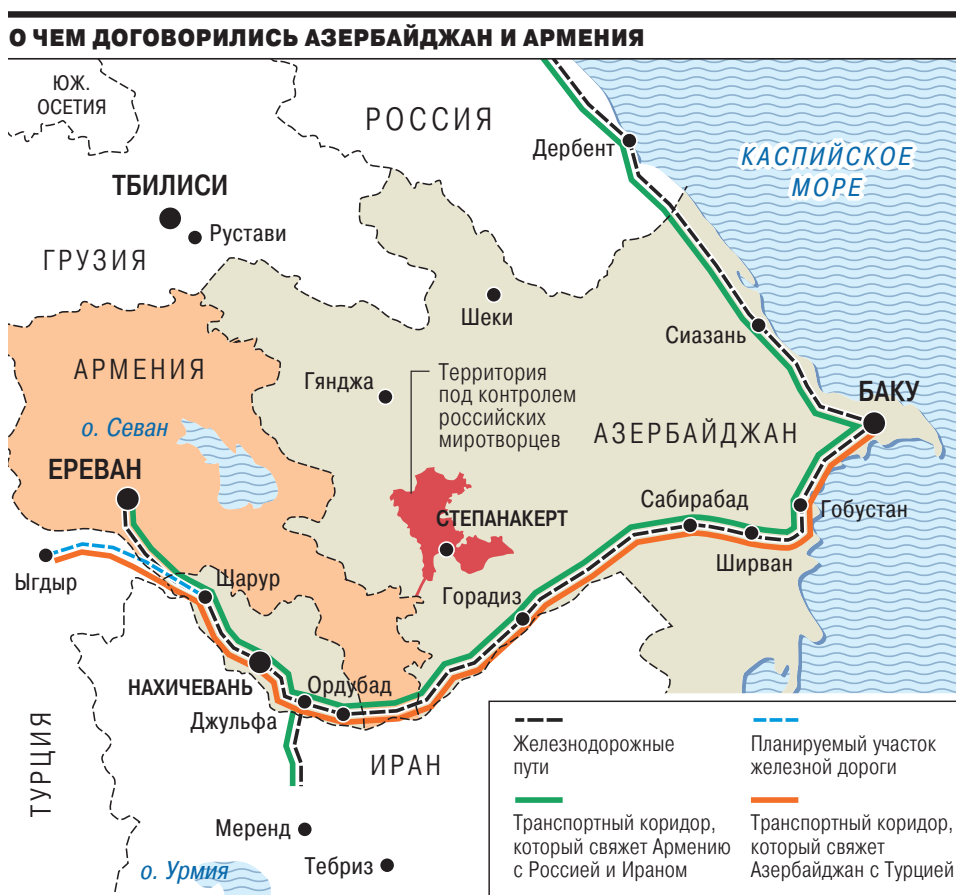 О ЧЕМ ДОГОВОРИЛИСЬ АЗЕРБАЙДЖАН И АРМЕНИЯ
ЮЖ.
ОСЕТИЯ
РОССИЯ
Дербент
КАСПИЙСКОЕ
МОРЕ
ТБИЛИСИ
Рустави
ГРУЗИЯ
Шеки
Сиазань
АРМЕНИЯ
Гянджа
Территория
под контролем
российских
миротворцев
БАКУ
АЗЕРБАЙДЖАН
о. Севан
ЕРЕВАН
Сабирабад
Гобустан
СТЕПАНАКЕРТ
Ширван
Ыгдыр
Шарур
Горадиз
НАХИЧЕВАНЬ
Ордубад
Джульфа
ИРАН
ТУРЦИЯ
Меренд
Тебриз
о. Урмия
Железнодорожные
пути
Планируемый участок
железной дороги
Транспортный коридор,
который свяжет Армению
с Россией и Ираном
Транспортный коридор,
который свяжет
Азербайджан с Турцией